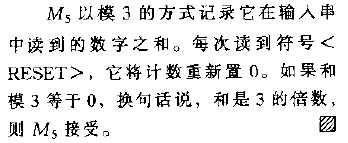 M₅ 以模 3 的方式记录它在输入串
中读到的数字之和。每次读到符号<
RESET>，它将计数重新置 0。如果和
模 3 等于 0，换句话说，和是 3 的倍数，
则 M₅ 接受。